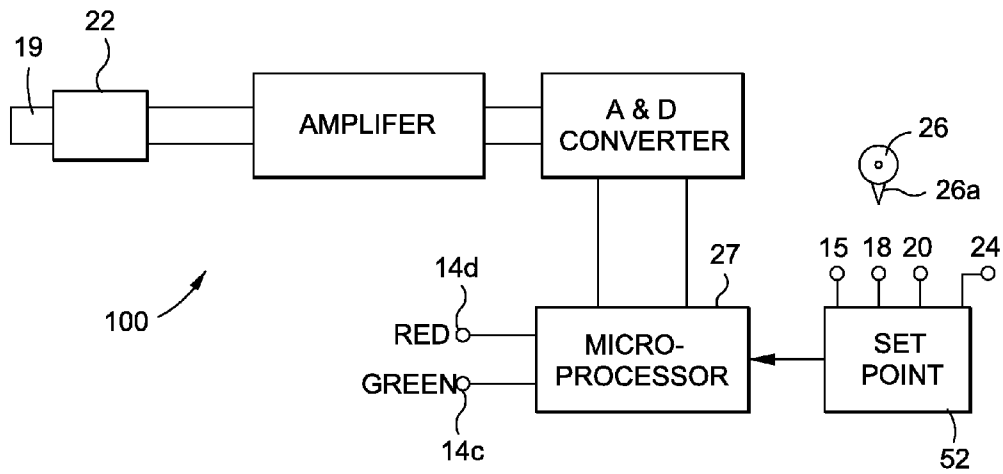 19
22
AMPLIFER
A & D
CONVERTER
26
26a
15
18
20
24
27
14d
100
RED
MICRO-
PROCESSOR
SET
POINT
GREEN
14c
52